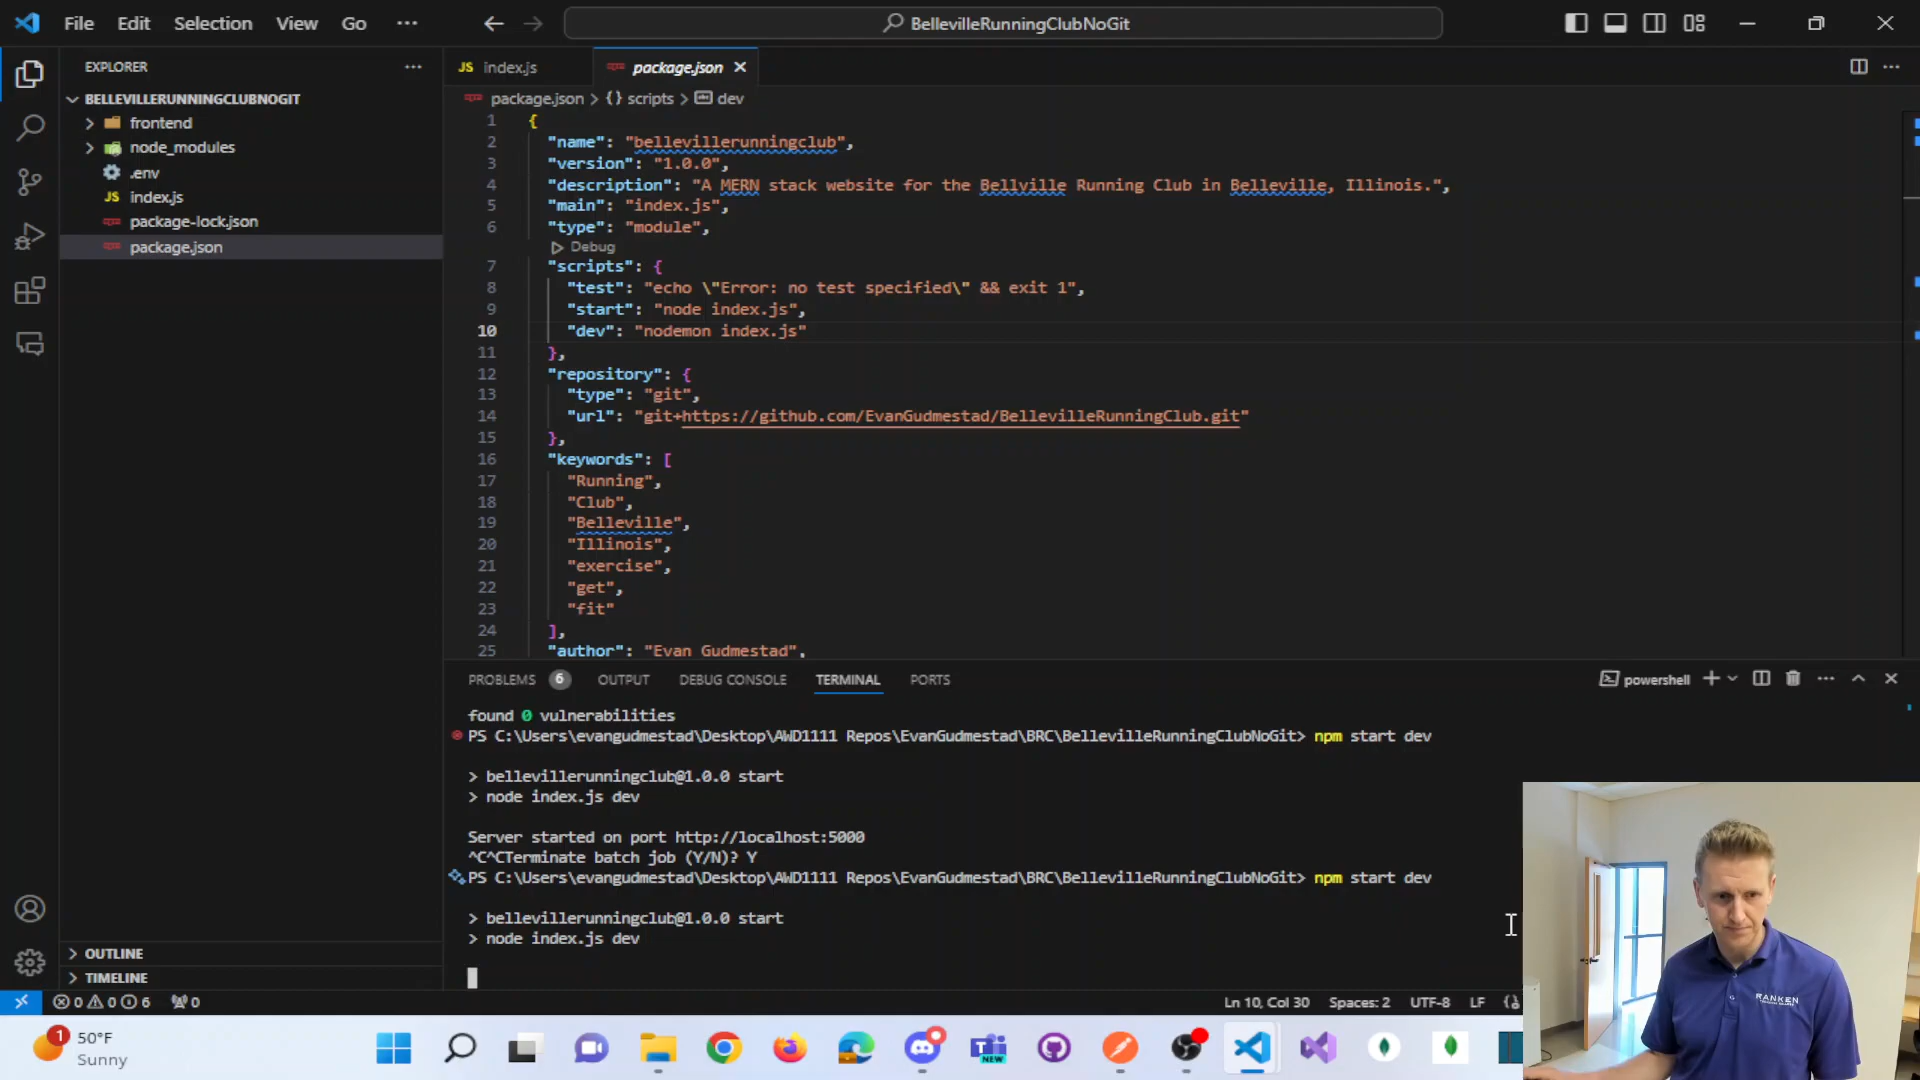 File Edit Selection View Go ···
BellevilleRunningClubNoGit
EXPLORER
BELLEVILLERUNNINGCLUBNOGIT
frontend
node_modules
.env
JS index.js
package-lock.json
package.json
OUTLINE
TIMELINE
JS index.js
package.json
package.json > {} scripts > dev
1 {
2 "name": "bellevillerunningclub",
3 "version": "1.0.0",
4 "description": "A MERN stack website for the Bellville Running Club in Belleville, Illinois.",
5 "main": "index.js",
6 "type": "module",
Debug
7 "scripts": {
8 "test": "echo \"Error: no test specified\" && exit 1",
9 "start": "node index.js",
10 "dev": "nodemon index.js"
11 },
12 "repository": {
13 "type": "git",
14 "url": "git+https://github.com/EvanGudmestad/BellevilleRunningClub.git"
15 },
16 "keywords": [
17 "Running",
18 "Club",
19 "Belleville",
20 "Illinois",
21 "exercise",
22 "get",
23 "fit"
24 ],
25 "author": "Evan Gudmestad",
PROBLEMS 6 OUTPUT DEBUG CONSOLE TERMINAL PORTS
powershell
found 0 vulnerabilities
PS C:\Users\evangudmestad\Desktop\AWD1111 Repos\EvanGudmestad\BRC\BellevilleRunningClubNoGit> npm start dev
> bellevillerunningclub@1.0.0 start
> node index.js dev
Server started on port http://localhost:5000
^C^CTerminate batch job (Y/N)? Y
PS C:\Users\evangudmestad\Desktop\AWD1111 Repos\EvanGudmestad\BRC\BellevilleRunningClubNoGit> npm start dev
> bellevillerunningclub@1.0.0 start
> node index.js dev
RANKEN
0 0 6 0
Ln 10, Col 30 Spaces: 2 UTF-8 LF {}
1
50°F
Sunny
NEW